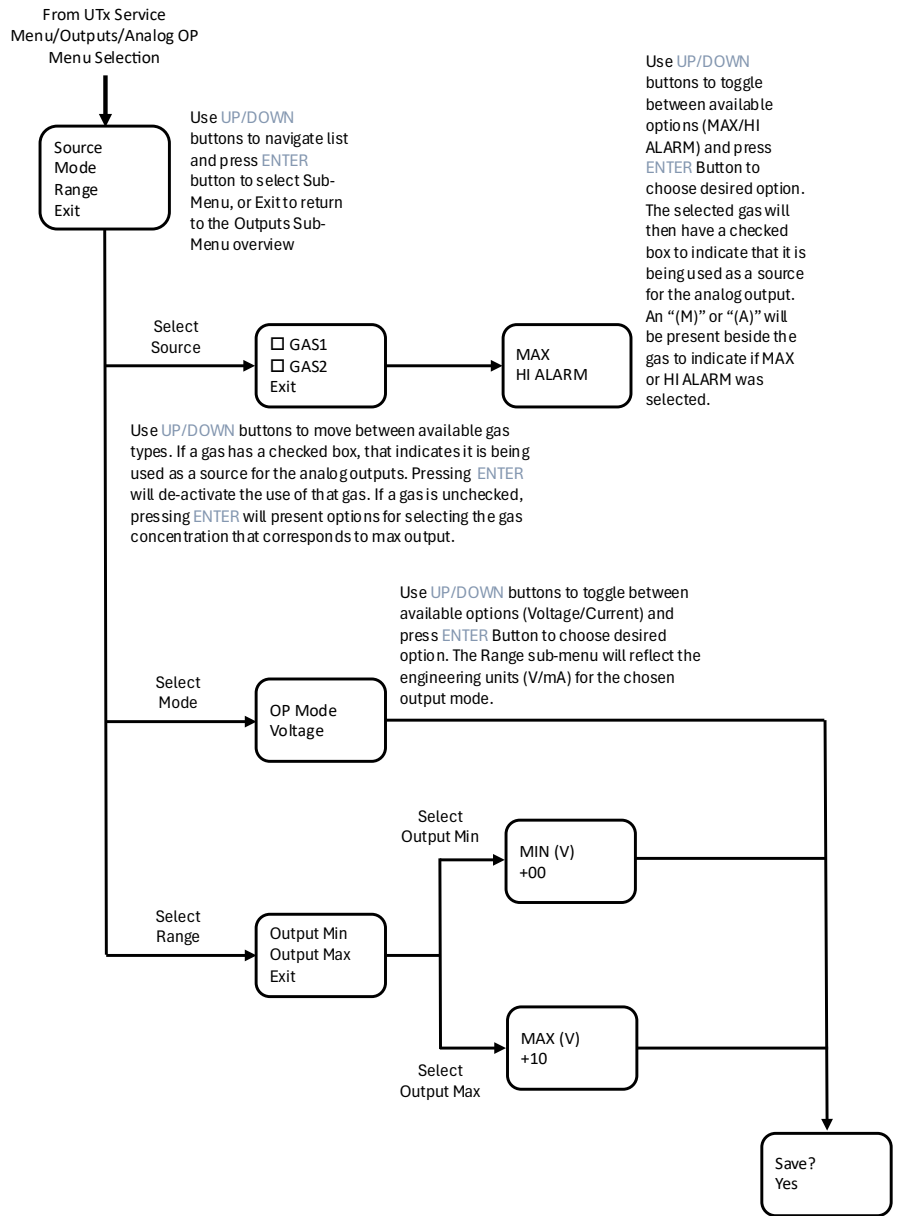 From UTx Service
Menu/Outputs/Analog OP
Menu Selection
Source
Mode
Range
Exit
Use UP/DOWN
buttons to navigate list
and press ENTER
button to select Sub-
Menu, or Exit to return
to the Outputs Sub-
Menu overview
Use UP/DOWN
buttons to toggle
between available
options (MAX/HI
ALARM) and press
ENTER Button to
choose desired option.
The selected gas will
then have a checked
box to indicate that it is
being used as a source
for the analog output.
An “(M)” or “(A)” will
be present beside the
gas to indicate if MAX
or HI ALARM was
selected.
Select
Source
☐ GAS1
☐ GAS2
Exit
MAX
HI ALARM
Use UP/DOWN buttons to move between available gas
types. If a gas has a checked box, that indicates it is being
used as a source for the analog outputs. Pressing ENTER
will de-activate the use of that gas. If a gas is unchecked,
pressing ENTER will present options for selecting the gas
concentration that corresponds to max output.
Use UP/DOWN buttons to toggle between
available options (Voltage/Current) and
press ENTER Button to choose desired
option. The Range sub-menu will reflect the
engineering units (V/mA) for the chosen
output mode.
Select
Mode
OP Mode
Voltage
Select
Output Min
MIN (V)
+00
Select
Range
Output Min
Output Max
Exit
MAX (V)
+10
Select
Output Max
Save?
Yes